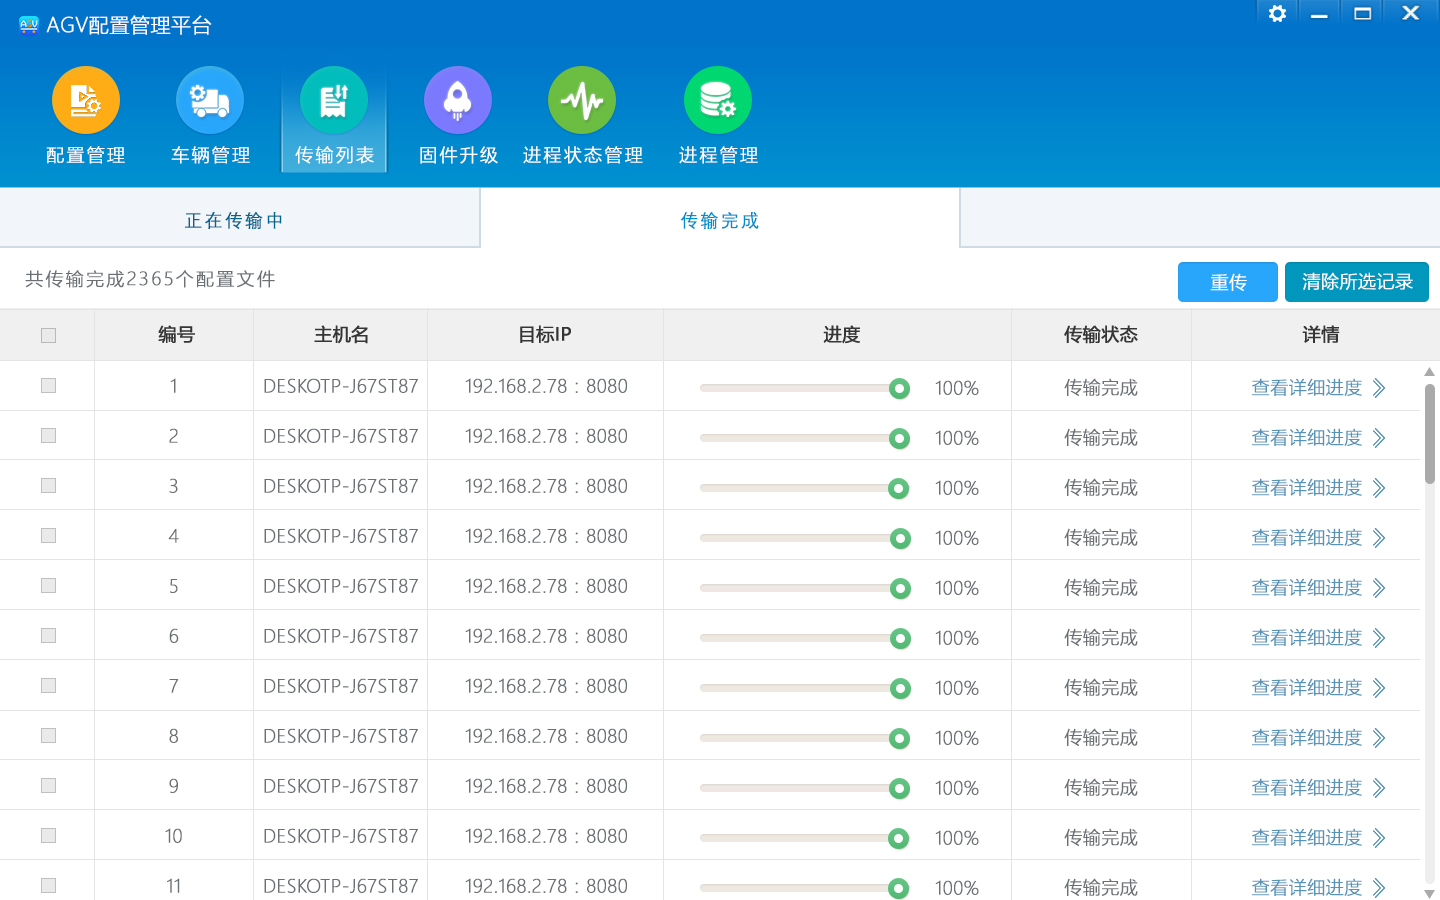 AGV配置管理平台
配置管理 车辆管理 传输列表 固件升级 进程状态管理 进程管理
正在传输中 传输完成
共传输完成2365个配置文件 重传 清除所选记录
编号 主机名 目标IP 进度 传输状态 详情
1 DESKOTP-J67ST87 192.168.2.78 : 8080 100% 传输完成 查看详细进度
2 DESKOTP-J67ST87 192.168.2.78 : 8080 100% 传输完成 查看详细进度
3 DESKOTP-J67ST87 192.168.2.78 : 8080 100% 传输完成 查看详细进度
4 DESKOTP-J67ST87 192.168.2.78 : 8080 100% 传输完成 查看详细进度
5 DESKOTP-J67ST87 192.168.2.78 : 8080 100% 传输完成 查看详细进度
6 DESKOTP-J67ST87 192.168.2.78 : 8080 100% 传输完成 查看详细进度
7 DESKOTP-J67ST87 192.168.2.78 : 8080 100% 传输完成 查看详细进度
8 DESKOTP-J67ST87 192.168.2.78 : 8080 100% 传输完成 查看详细进度
9 DESKOTP-J67ST87 192.168.2.78 : 8080 100% 传输完成 查看详细进度
10 DESKOTP-J67ST87 192.168.2.78 : 8080 100% 传输完成 查看详细进度
11 DESKOTP-J67ST87 192.168.2.78 : 8080 100% 传输完成 查看详细进度